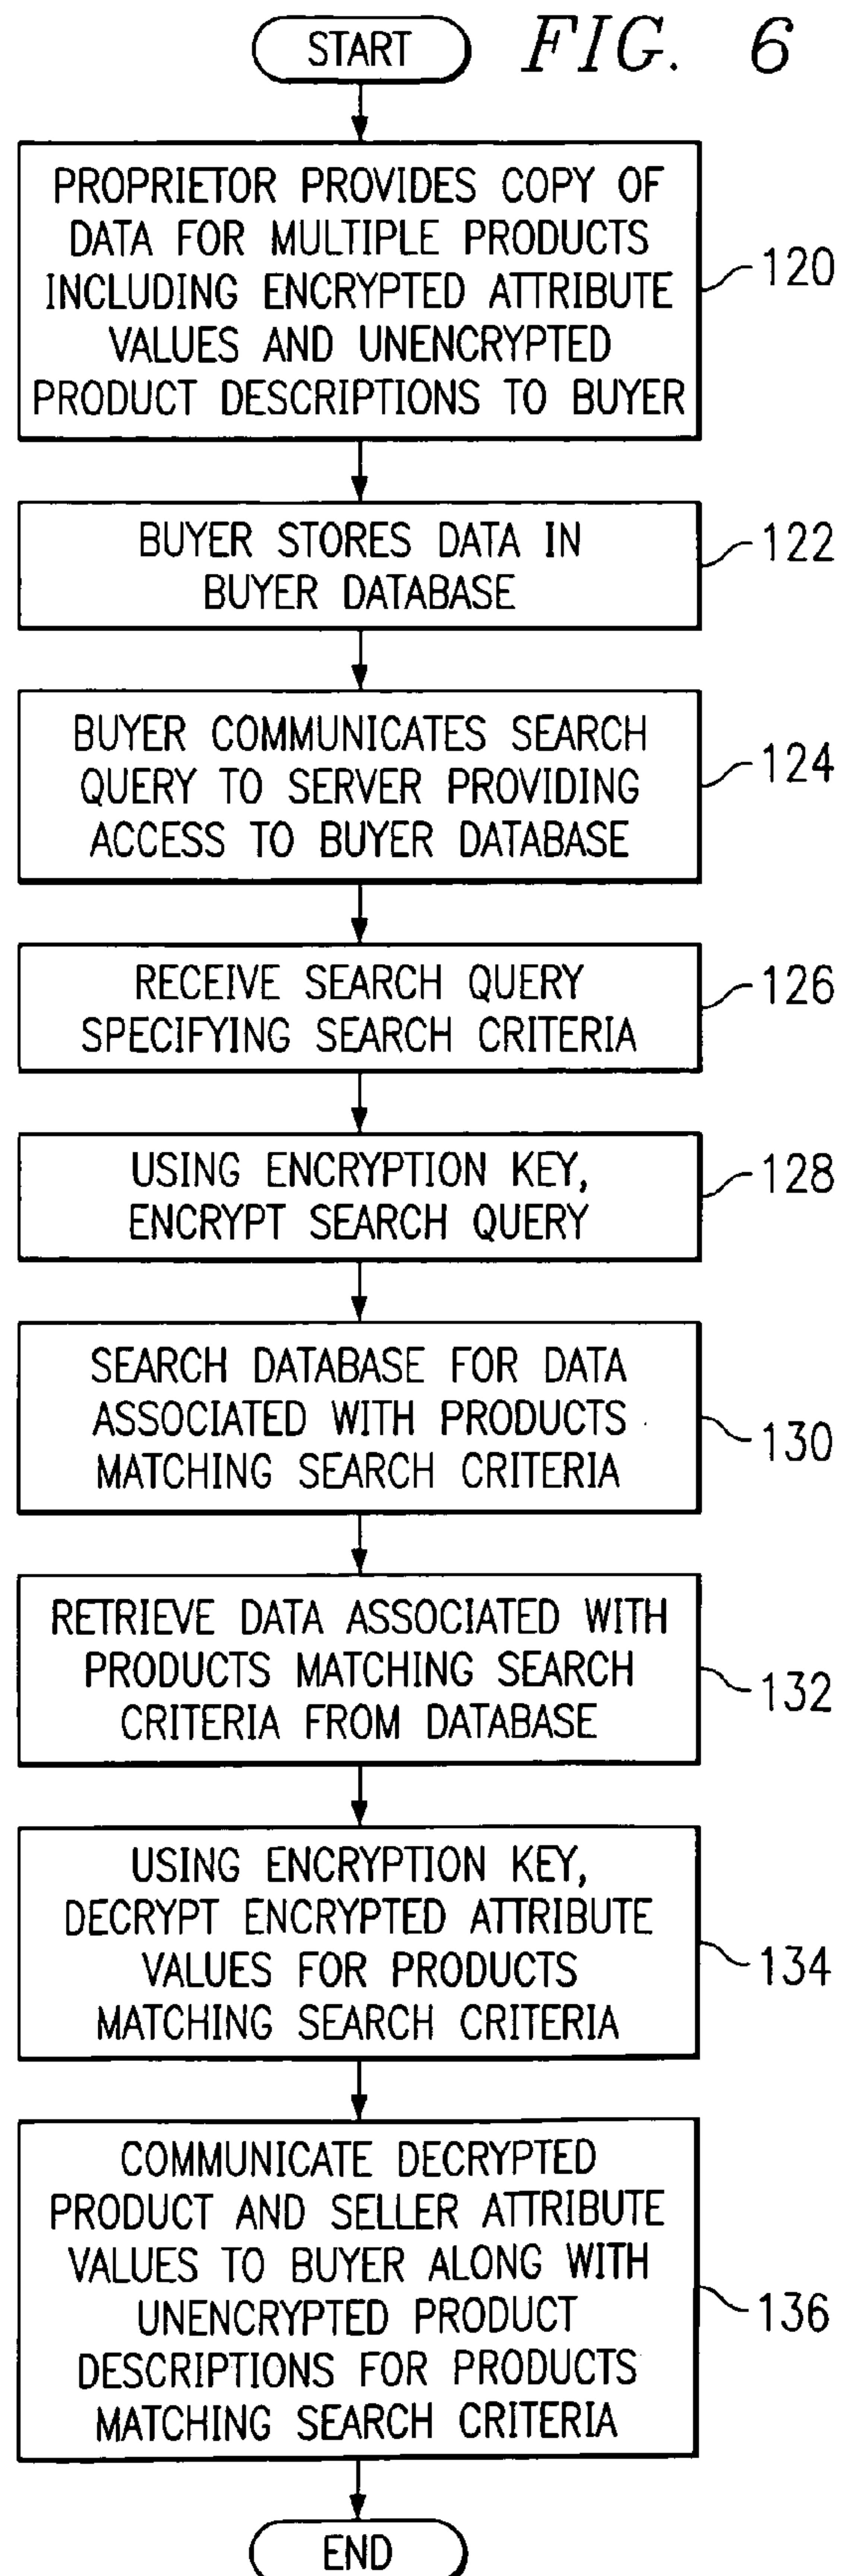 START
FIG. 6
PROPRIETOR PROVIDES COPY OF
DATA FOR MULTIPLE PRODUCTS
INCLUDING ENCRYPTED ATTRIBUTE
VALUES AND UNENCRYPTED
PRODUCT DESCRIPTIONS TO BUYER
120
BUYER STORES DATA IN
BUYER DATABASE
122
BUYER COMMUNICATES SEARCH
QUERY TO SERVER PROVIDING
ACCESS TO BUYER DATABASE
124
RECEIVE SEARCH QUERY
SPECIFYING SEARCH CRITERIA
126
USING ENCRYPTION KEY,
ENCRYPT SEARCH QUERY
128
SEARCH DATABASE FOR DATA
ASSOCIATED WITH PRODUCTS
MATCHING SEARCH CRITERIA
130
RETRIEVE DATA ASSOCIATED WITH
PRODUCTS MATCHING SEARCH
CRITERIA FROM DATABASE
132
USING ENCRYPTION KEY,
DECRYPT ENCRYPTED ATTRIBUTE
VALUES FOR PRODUCTS
MATCHING SEARCH CRITERIA
134
COMMUNICATE DECRYPTED
PRODUCT AND SELLER ATTRIBUTE
VALUES TO BUYER ALONG WITH
UNENCRYPTED PRODUCT
DESCRIPTIONS FOR PRODUCTS
MATCHING SEARCH CRITERIA
136
END